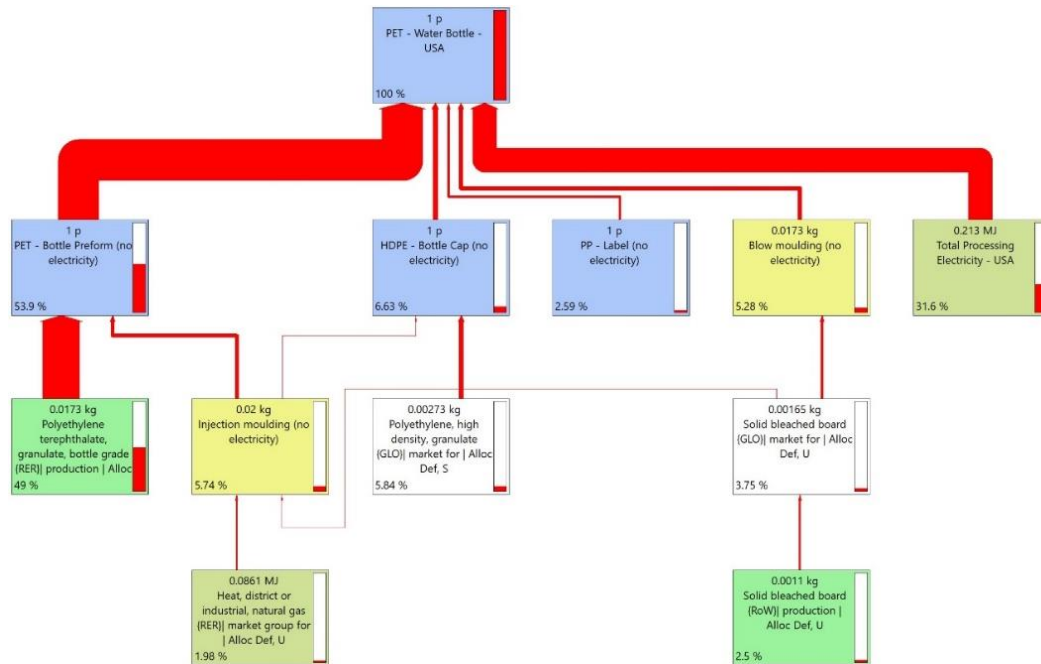 1 p
PET - Water Bottle -
USA
100 %
1 p
PET - Bottle Preform (no
electricity)
53.9 %
1 p
HDPE - Bottle Cap (no
electricity)
6.63 %
1 p
PP - Label (no
electricity)
2.59 %
0.0173 kg
Blow moulding (no
electricity)
5.28 %
0.213 MJ
Total Processing
Electricity - USA
31.6 %
0.0173 kg
Polyethylene
terephthalate,
granulate, bottle grade
{RER}| production | Alloc
49 %
0.02 kg
Injection moulding (no
electricity)
5.74 %
0.00273 kg
Polyethylene, high
density, granulate
{GLO}| market for | Alloc
Def, S
5.84 %
0.00165 kg
Solid bleached board
{GLO}| market for | Alloc
Def, U
3.75 %
0.0861 MJ
Heat, district or
industrial, natural gas
{RER}| market group for
| Alloc Def, U
1.98 %
0.0011 kg
Solid bleached board
{RoW}| production |
Alloc Def, U
2.5 %